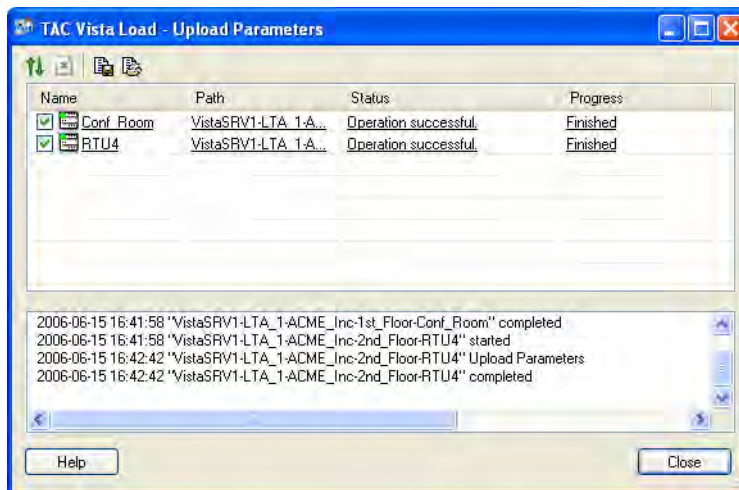 TAC Vista Load - Upload Parameters
Name Path Status Progress
Conf_Room VistaSRV1-LTA_1-A... Operation successful. Finished
RTU4 VistaSRV1-LTA_1-A... Operation successful. Finished
2006-06-15 16:41:58 "VistaSRV1-LTA_1-ACME_Inc-1st_Floor-Conf_Room" completed
2006-06-15 16:41:58 "VistaSRV1-LTA_1-ACME_Inc-2nd_Floor-RTU4" started
2006-06-15 16:42:42 "VistaSRV1-LTA_1-ACME_Inc-2nd_Floor-RTU4" Upload Parameters
2006-06-15 16:42:42 "VistaSRV1-LTA_1-ACME_Inc-2nd_Floor-RTU4" completed
Help Close